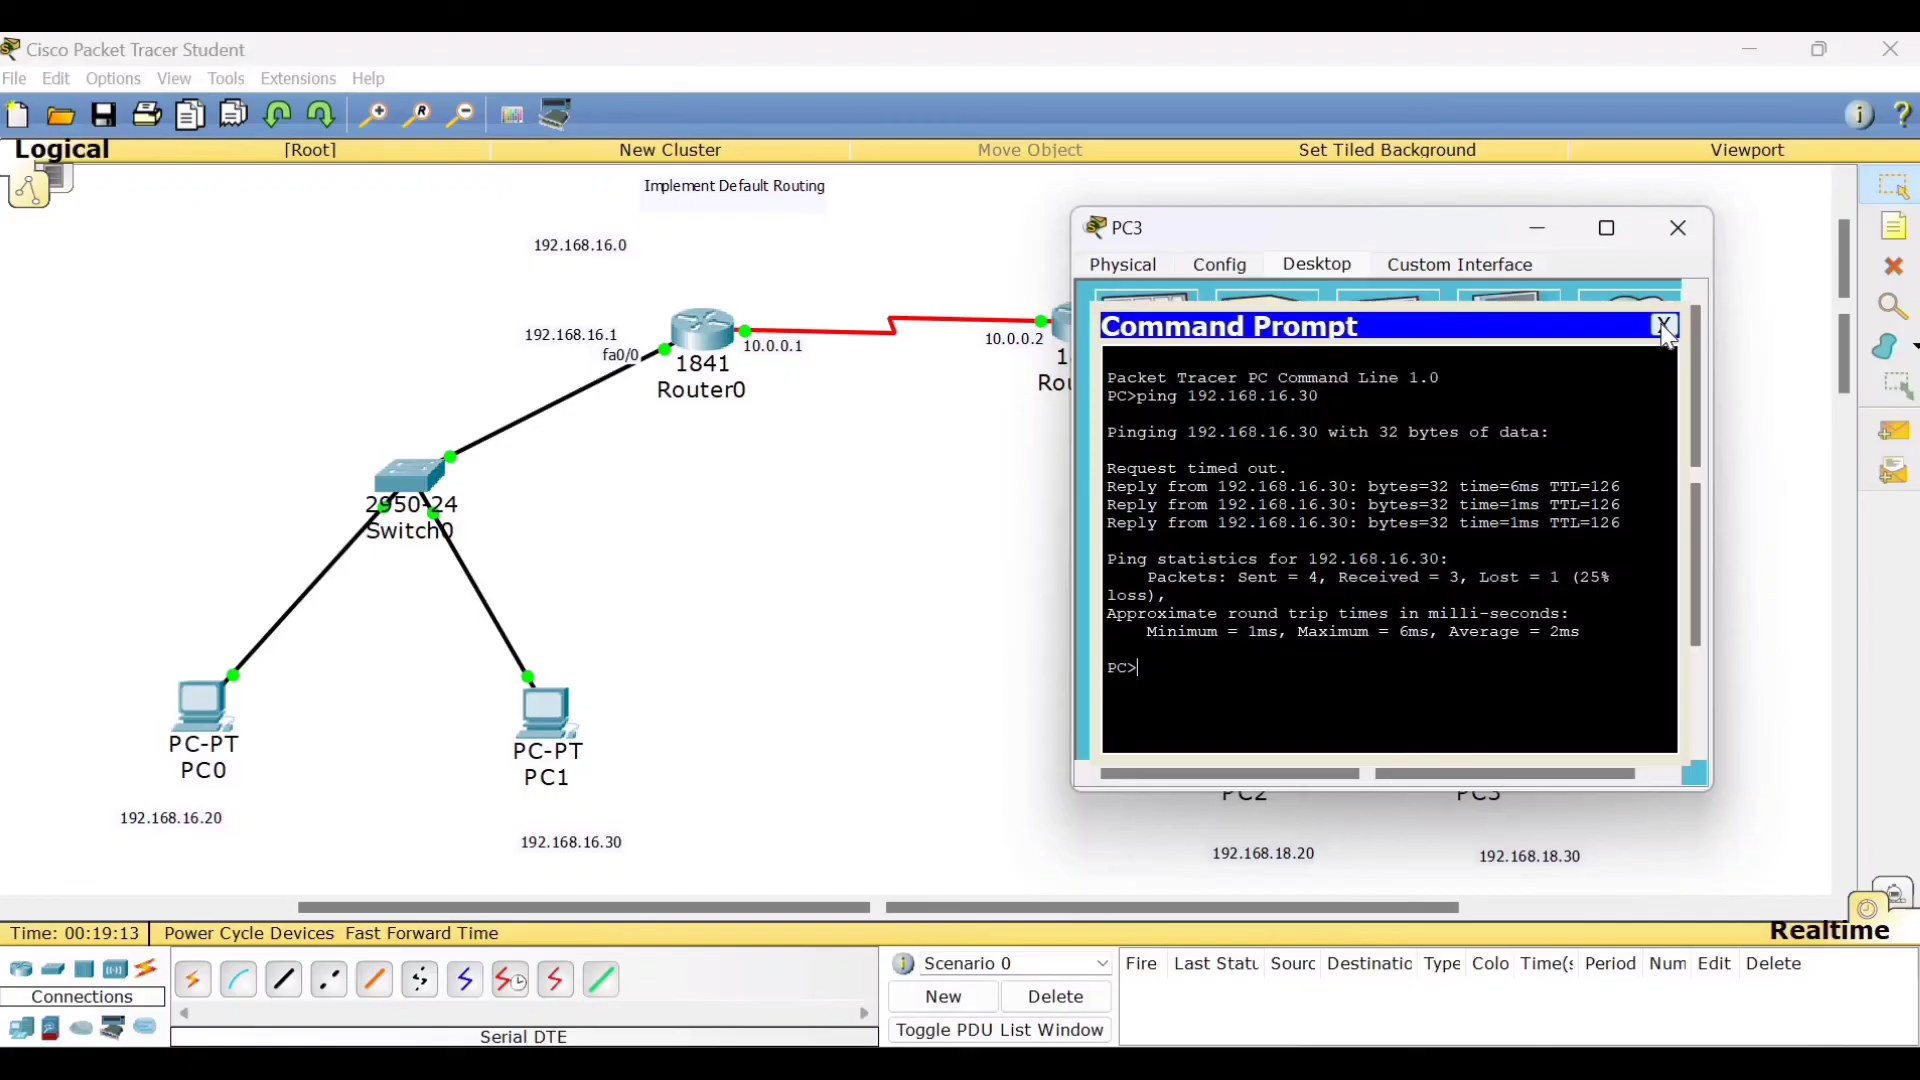 Cisco Packet Tracer Student
File Edit Options View Tools Extensions Help
Logical [Root] New Cluster Move Object Set Tiled Background Viewport
Implement Default Routing
192.168.16.0
192.168.16.1
fa0/0
10.0.0.1
10.0.0.2
1841
Router0
2950-24
Switch0
PC-PT
PC0
PC-PT
PC1
192.168.16.20
192.168.16.30
PC3
Physical Config Desktop Custom Interface
Command Prompt X
Packet Tracer PC Command Line 1.0
PC>ping 192.168.16.30
Pinging 192.168.16.30 with 32 bytes of data:
Request timed out.
Reply from 192.168.16.30: bytes=32 time=6ms TTL=126
Reply from 192.168.16.30: bytes=32 time=1ms TTL=126
Reply from 192.168.16.30: bytes=32 time=1ms TTL=126
Ping statistics for 192.168.16.30:
Packets: Sent = 4, Received = 3, Lost = 1 (25%
loss),
Approximate round trip times in milli-seconds:
Minimum = 1ms, Maximum = 6ms, Average = 2ms
PC>
PC2 PC3
192.168.18.20 192.168.18.30
Time: 00:19:13 Power Cycle Devices Fast Forward Time
Realtime
Connections
Serial DTE
Scenario 0
New Delete
Toggle PDU List Window
Fire Last Statu Sourc Destinatic Type Colo Time(s Period Num Edit Delete